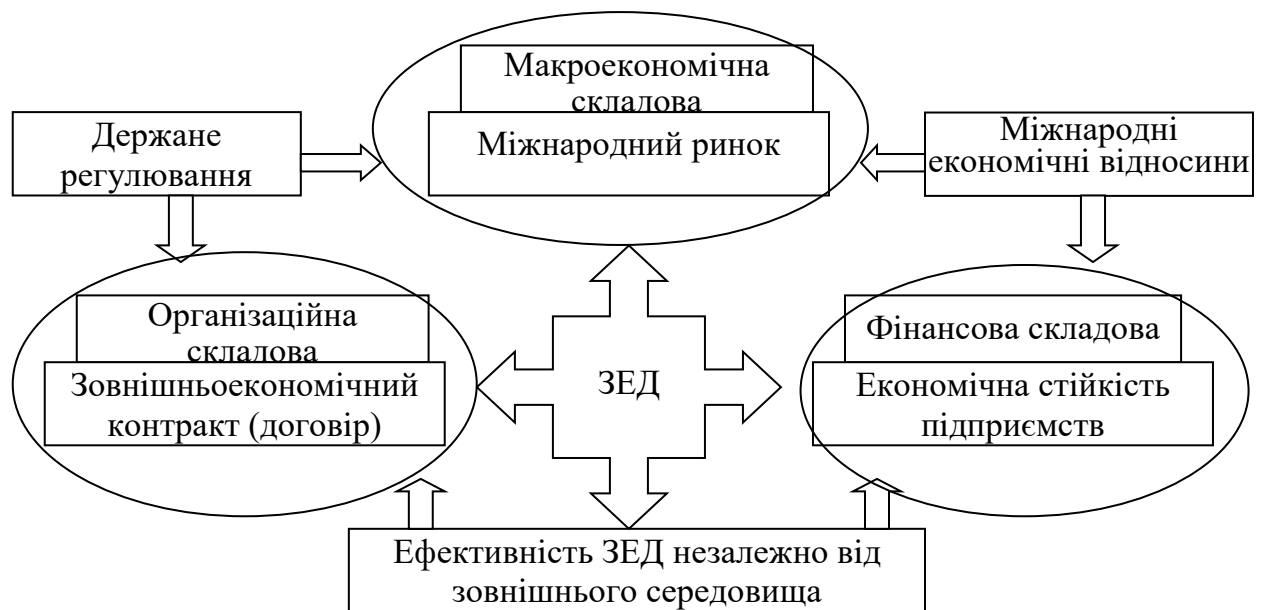 Макроекономічна
складова
Міжнародний ринок
Держане
регулювання
Міжнародні
економічні відносини
Організаційна
складова
Зовнішньоекономічний
контракт (договір)
ЗЕД
Фінансова складова
Економічна стійкість
підприємств
Ефективність ЗЕД незалежно від
зовнішнього середовища